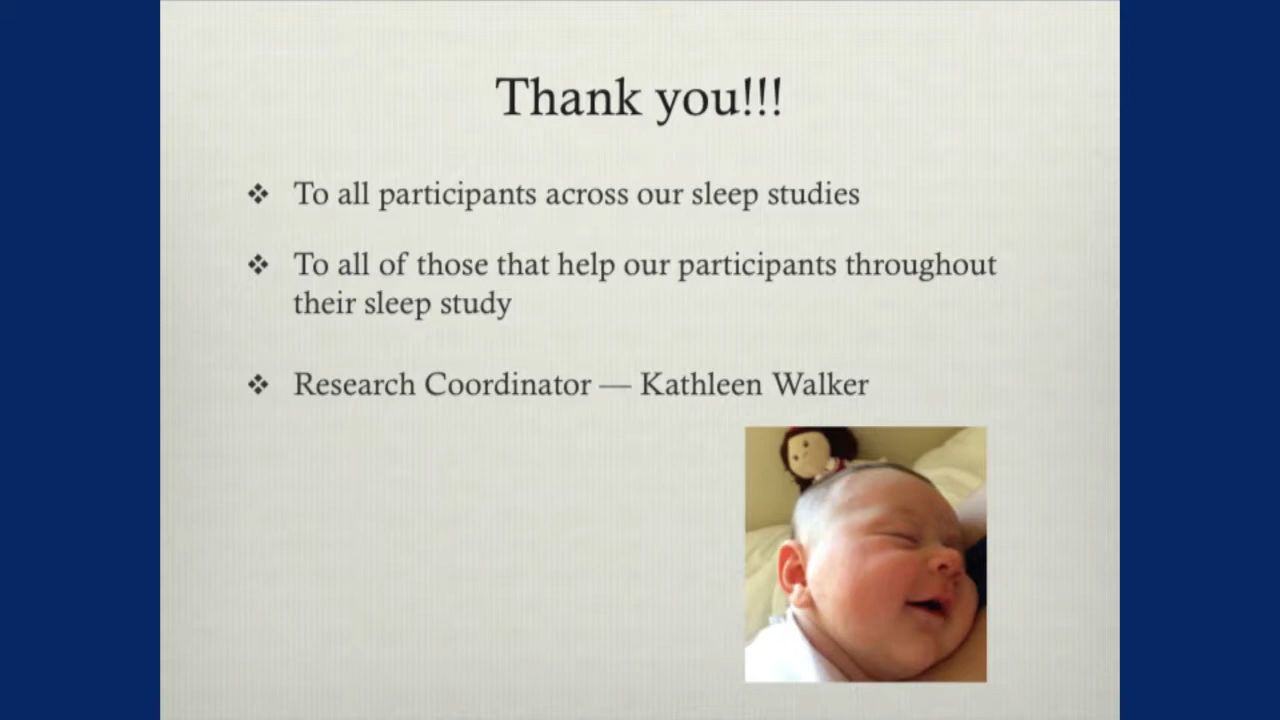 Thank you!!!
❖ To all participants across our sleep studies
❖ To all of those that help our participants throughout
their sleep study
❖ Research Coordinator — Kathleen Walker